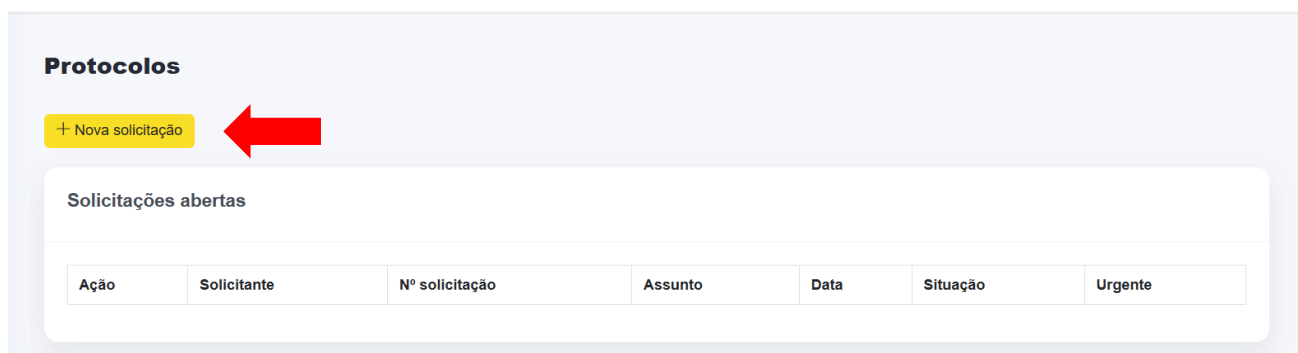 Protocolos
+ Nova solicitação
Solicitações abertas
Ação Solicitante Nº solicitação Assunto Data Situação Urgente